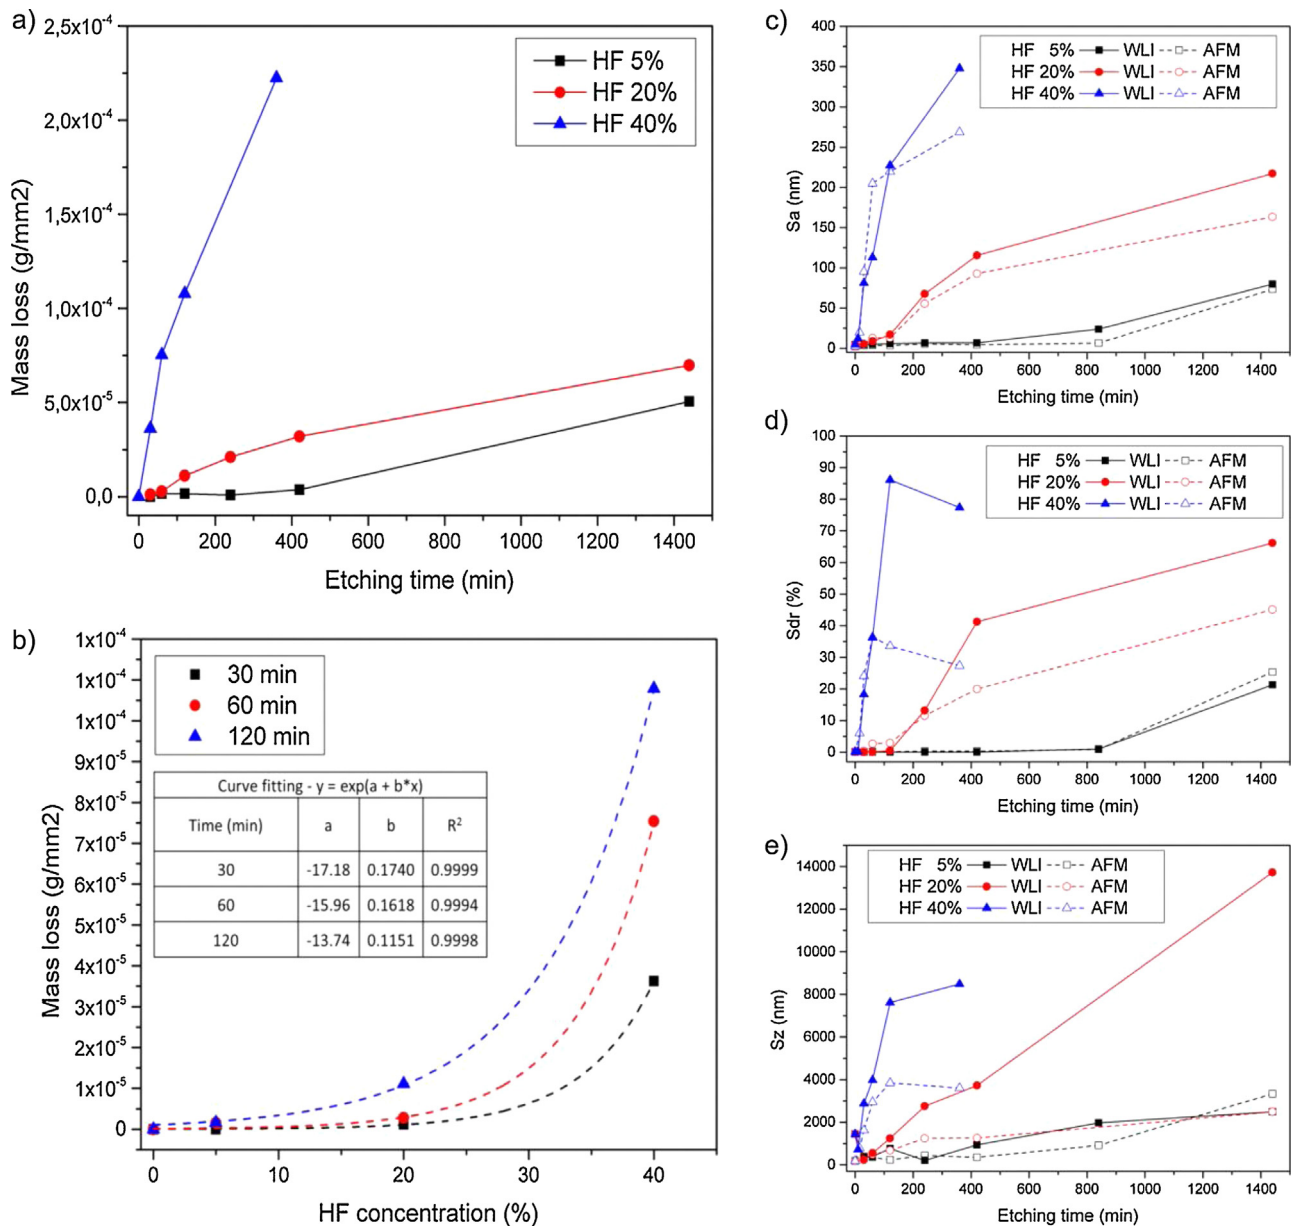 a)
2,5x10-4
2,0x10-4
1,5x10-4
1,0x10-4
5,0x10-5
0,0
Mass loss (g/mm2)
HF 5%
HF 20%
HF 40%
0 200 400 600 800 1000 1200 1400
Etching time (min)
b)
1x10-4
1x10-4
1x10-4
9x10-5
8x10-5
7x10-5
6x10-5
5x10-5
4x10-5
3x10-5
2x10-5
1x10-5
0
Mass loss (g/mm2)
30 min
60 min
120 min
Curve fitting - y = exp(a + b*x)
Time (min) a b R2
30 -17.18 0.1740 0.9999
60 -15.96 0.1618 0.9994
120 -13.74 0.1151 0.9998
0 10 20 30 40
HF concentration (%)
c)
400
350
300
250
200
150
100
50
0
Sa (nm)
HF 5% WLI AFM
HF 20% WLI AFM
HF 40% WLI AFM
0 200 400 600 800 1000 1200 1400
Etching time (min)
d)
100
90
80
70
60
50
40
30
20
10
0
Sdr (%)
HF 5% WLI AFM
HF 20% WLI AFM
HF 40% WLI AFM
0 200 400 600 800 1000 1200 1400
Etching time (min)
e)
14000
12000
10000
8000
6000
4000
2000
0
Sz (nm)
HF 5% WLI AFM
HF 20% WLI AFM
HF 40% WLI AFM
0 200 400 600 800 1000 1200 1400
Etching time (min)